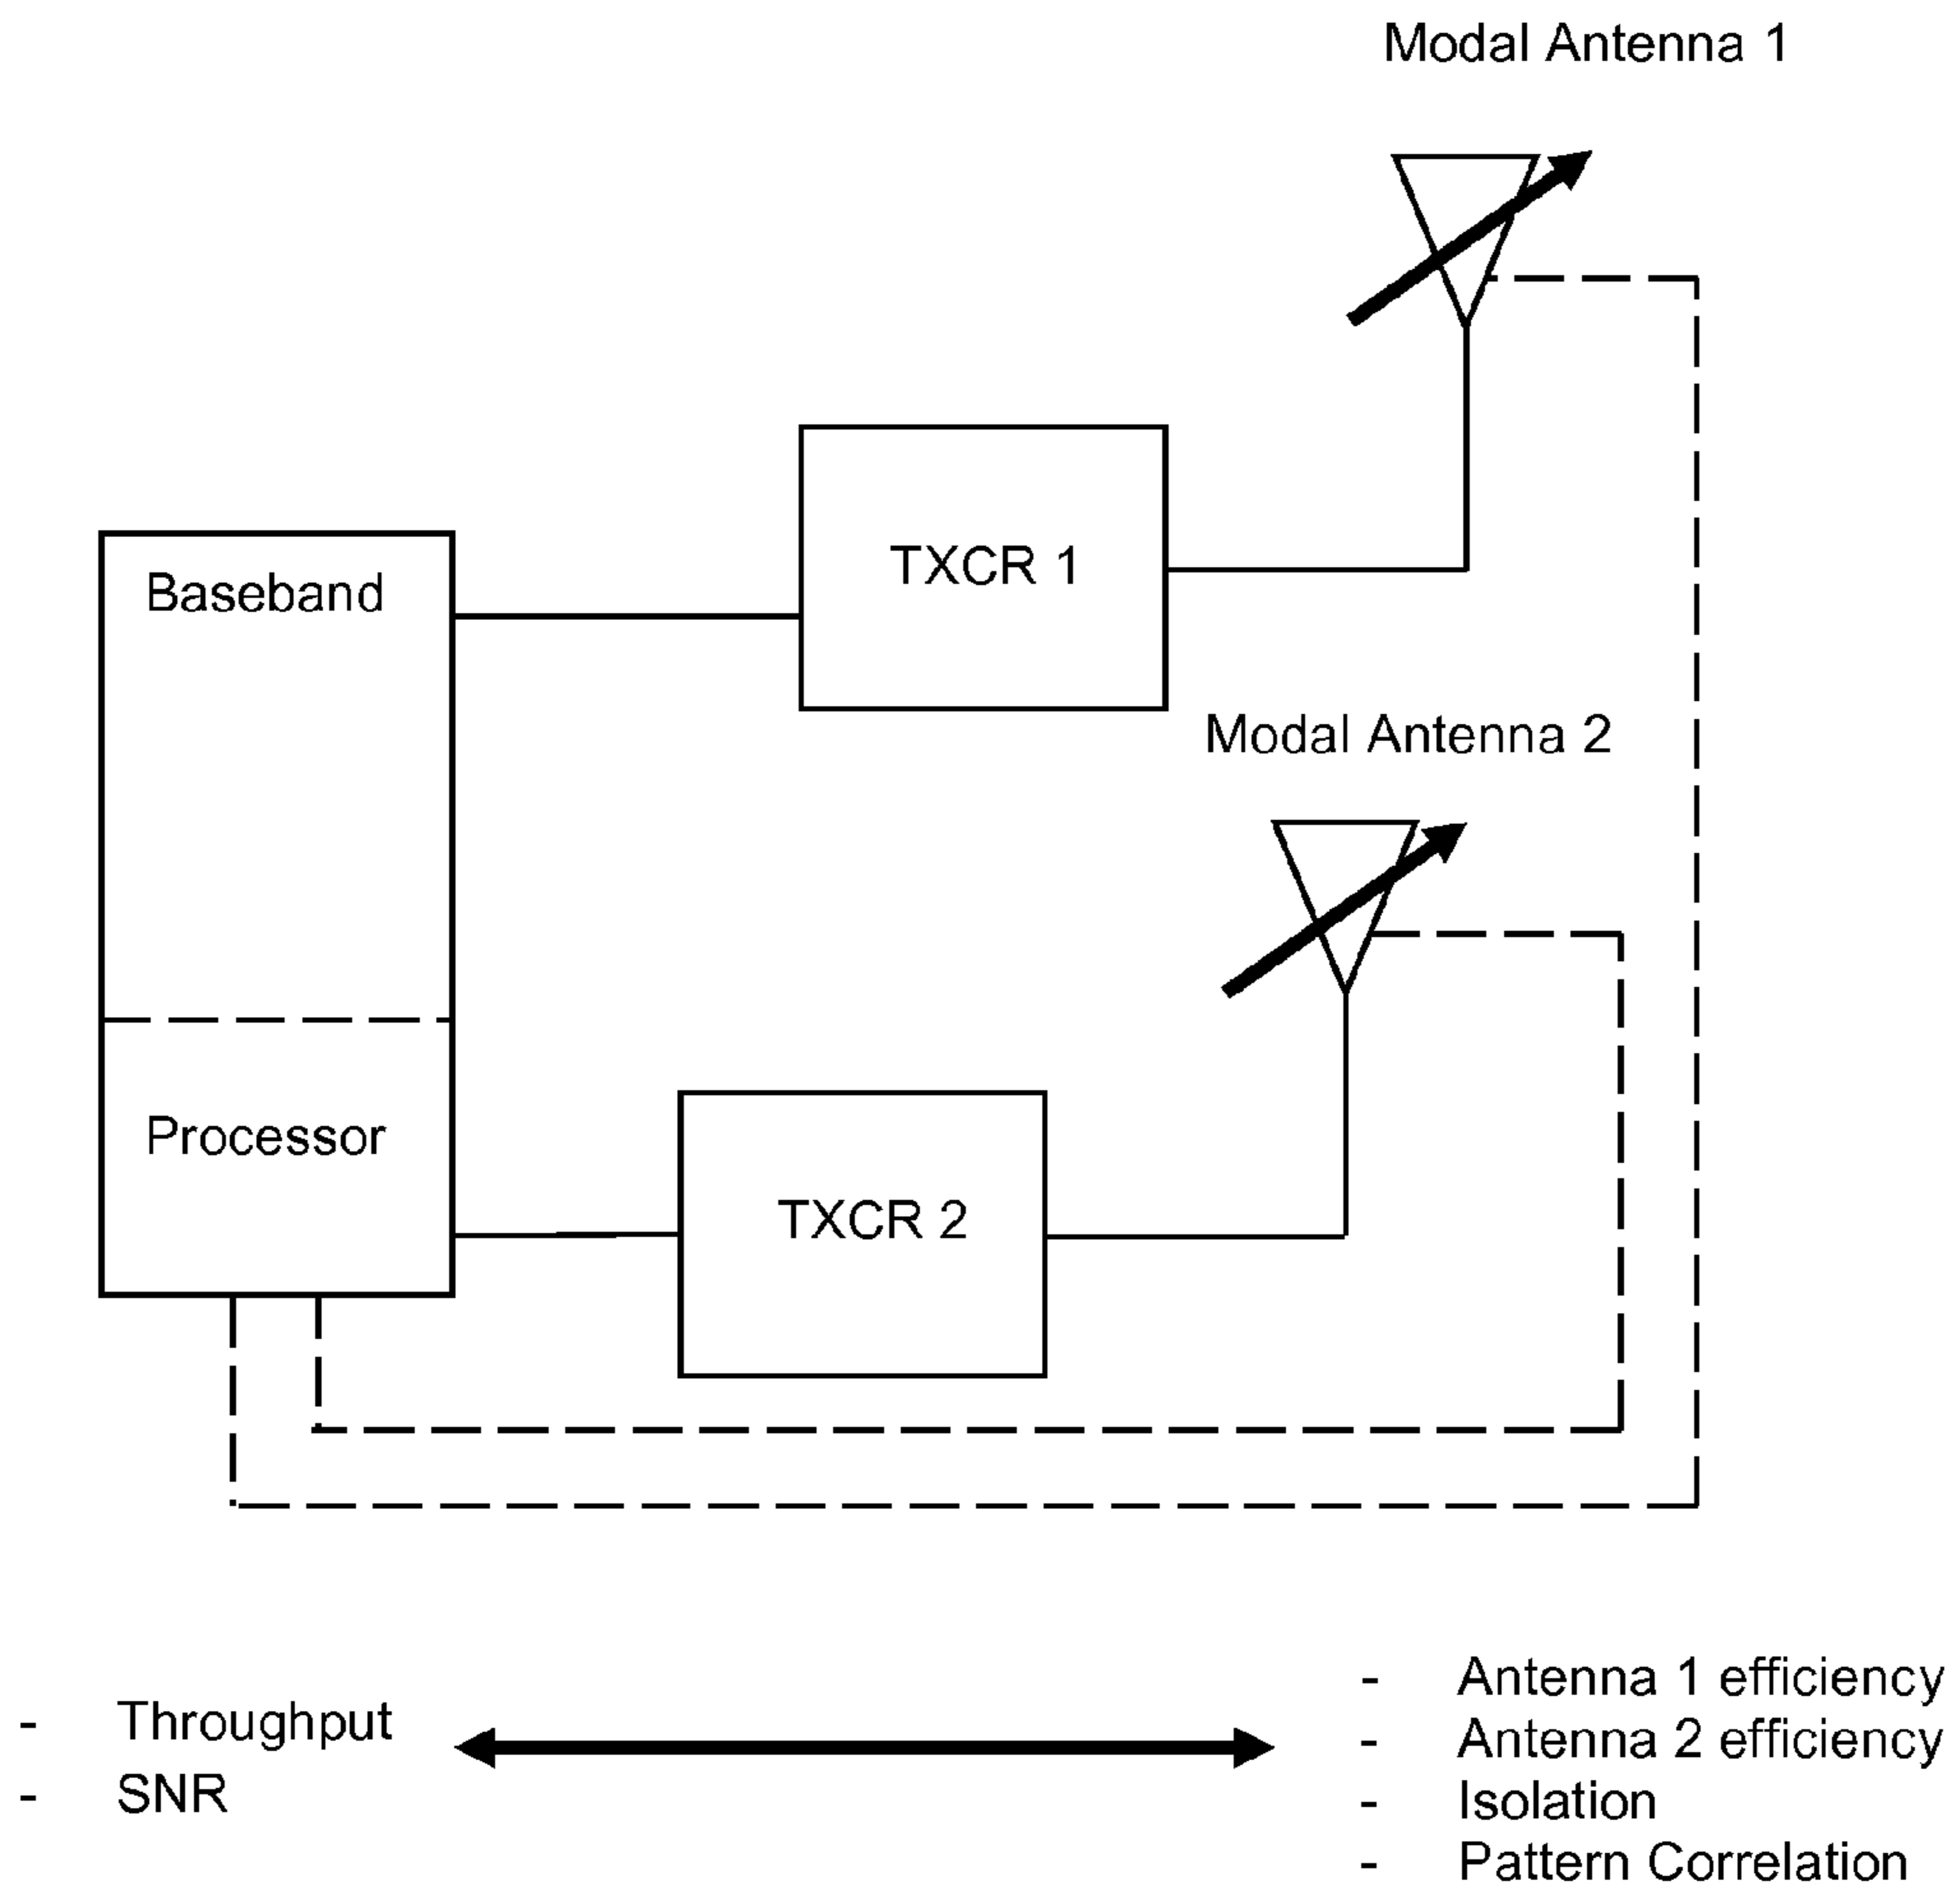 Modal Antenna 1
TXCR 1
Baseband
Modal Antenna 2
Processor
TXCR 2
- Throughput
- SNR
- Antenna 1 efficiency
- Antenna 2 efficiency
- Isolation
- Pattern Correlation